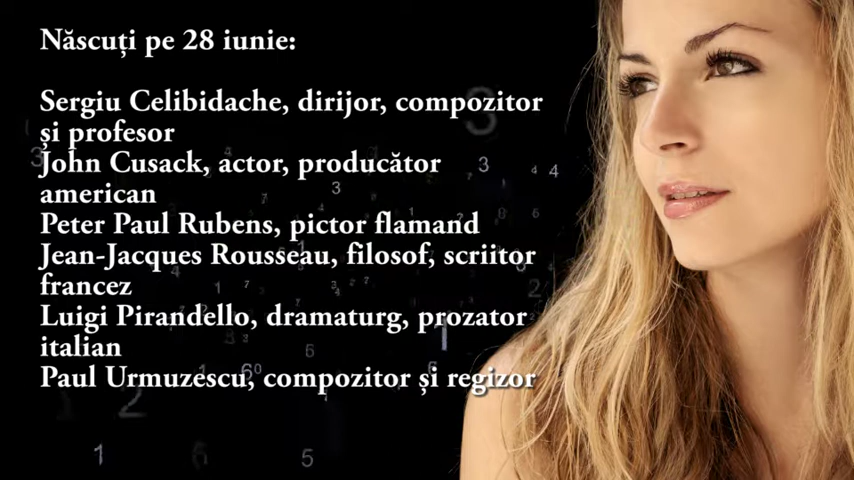 Născuți pe 28 iunie:
Sergiu Celibidache, dirijor, compozitor
și profesor
John Cusack, actor, producător
american
Peter Paul Rubens, pictor flamand
Jean-Jacques Rousseau, filosof, scriitor
francez
Luigi Pirandello, dramaturg, prozator
italian
Paul Urmuzescu, compozitor și regizor